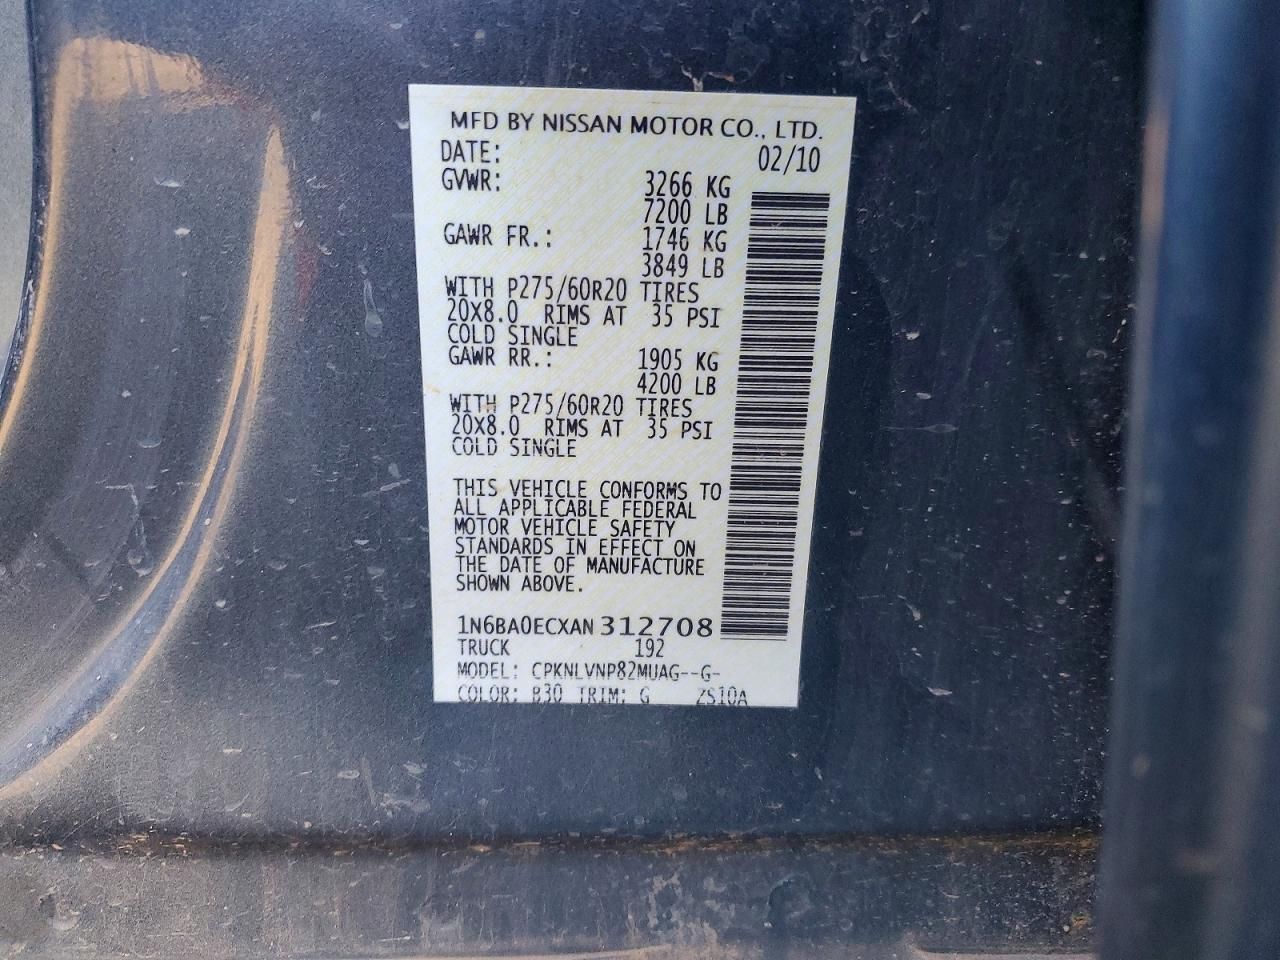 MFD BY NISSAN MOTOR CO., LTD.
DATE: 02/10
GVWR: 3266 KG
7200 LB
GAWR FR.: 1746 KG
3849 LB
WITH P275/60R20 TIRES
20X8.0 RIMS AT 35 PSI
COLD SINGLE
GAWR RR.: 1905 KG
4200 LB
WITH P275/60R20 TIRES
20X8.0 RIMS AT 35 PSI
COLD SINGLE
THIS VEHICLE CONFORMS TO
ALL APPLICABLE FEDERAL
MOTOR VEHICLE SAFETY
STANDARDS IN EFFECT ON
THE DATE OF MANUFACTURE
SHOWN ABOVE.
1N6BA0ECXAN312708
TRUCK 192
MODEL: CPKNLVNP82MUAG--G-
COLOR: B30 TRIM: G ZS10A